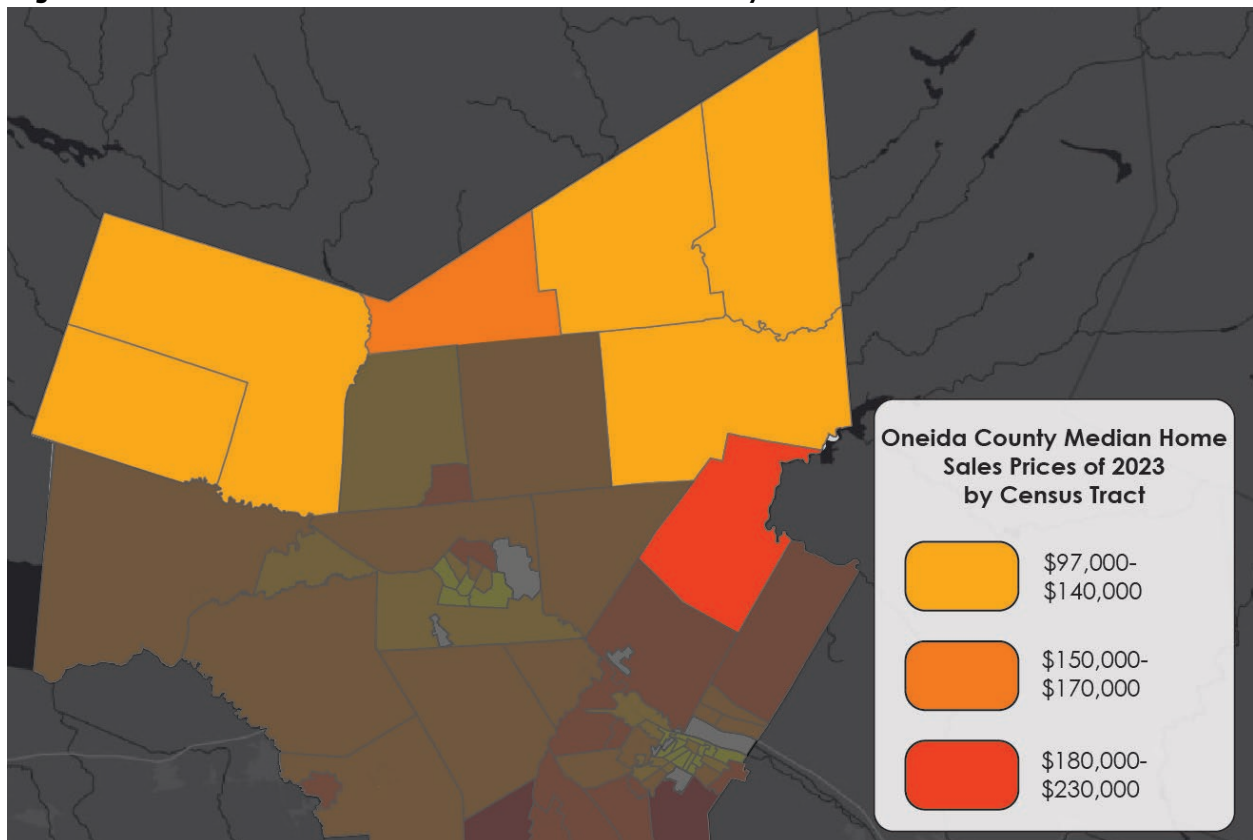 Oneida County Median Home
Sales Prices of 2023
by Census Tract
$97,000-
$140,000
$150,000-
$170,000
$180,000-
$230,000